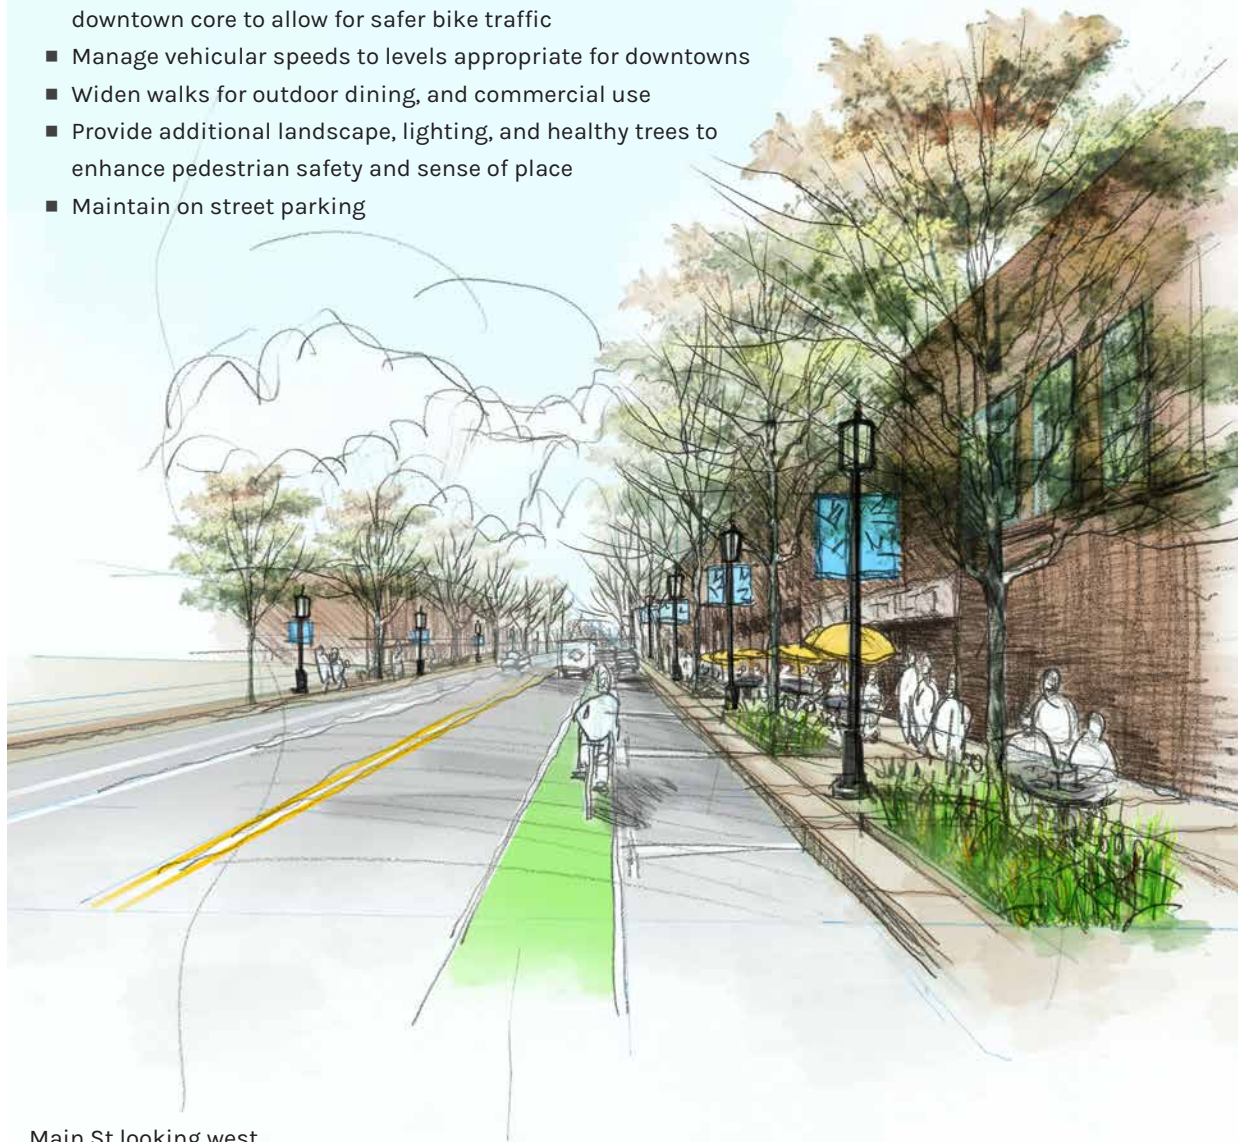 downtown core to allow for safer bike traffic
■ Manage vehicular speeds to levels appropriate for downtowns
■ Widen walks for outdoor dining, and commercial use
■ Provide additional landscape, lighting, and healthy trees to
enhance pedestrian safety and sense of place
■ Maintain on street parking
Main St looking west